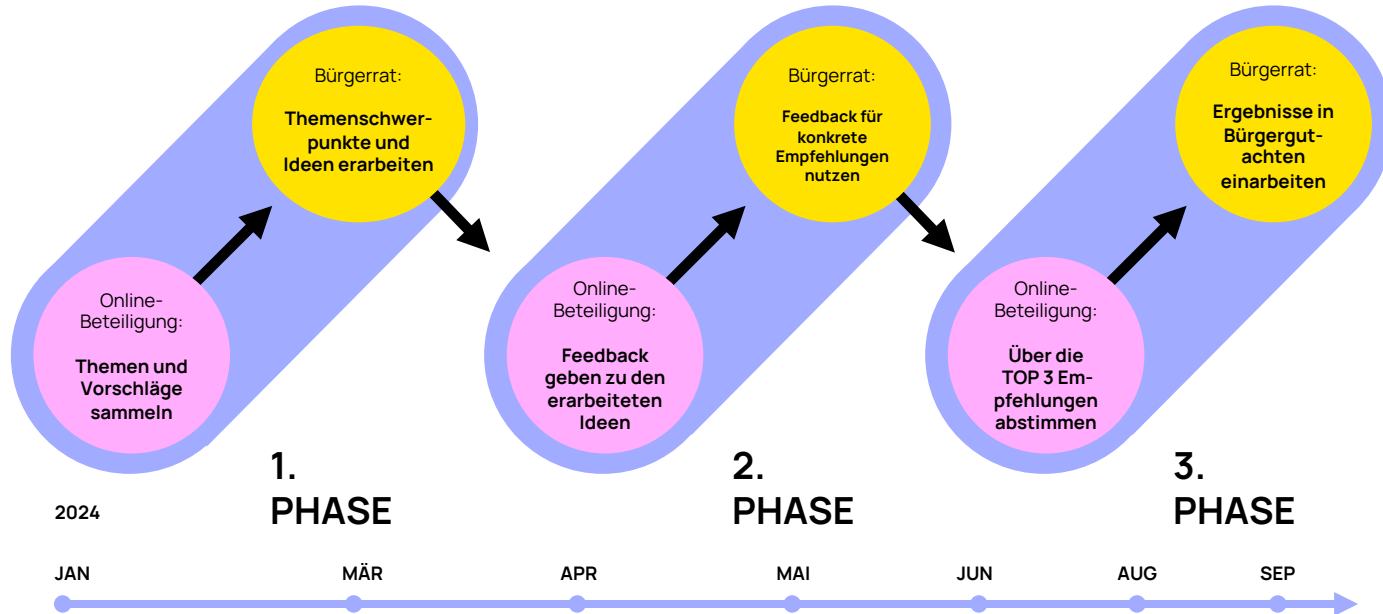 Bürgerrat:
Themenschwer-
punkte und
Ideen erarbeiten
Online-
Beteiligung:
Themen und
Vorschläge
sammeln
1.
PHASE
Bürgerrat:
Feedback für
konkrete
Empfehlungen
nutzen
Online-
Beteiligung:
Feedback
geben zu den
erarbeiteten
Ideen
2.
PHASE
Bürgerrat:
Ergebnisse in
Bürgergut-
achten
einarbeiten
Online-
Beteiligung:
Über die
TOP 3 Em-
pfehlungen
abstimmen
3.
PHASE
2024
JAN
MÄR
APR
MAI
JUN
AUG
SEP